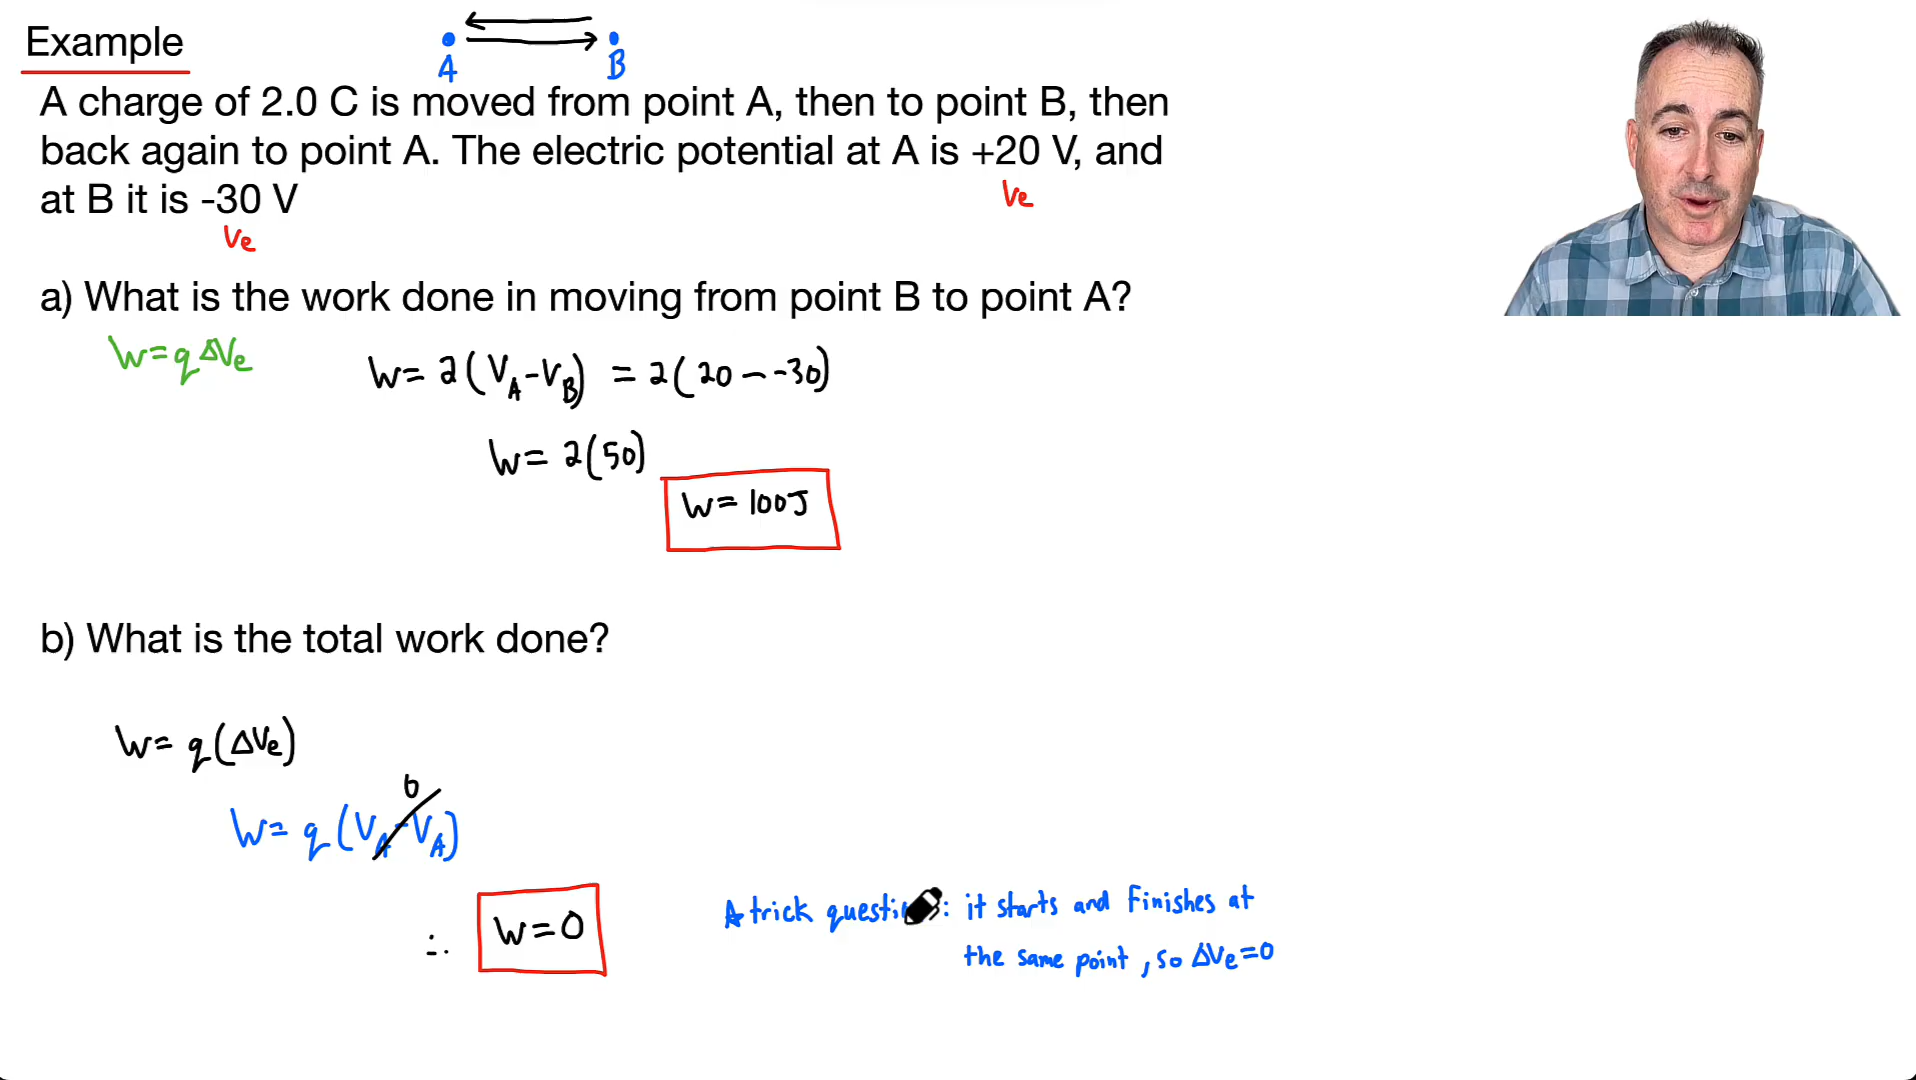 Example
A B
A charge of 2.0 C is moved from point A, then to point B, then
back again to point A. The electric potential at A is +20 V, and
Ve
at B it is -30 V
Ve
a) What is the work done in moving from point B to point A?
W=qΔVe
W= 2(VA-VB) = 2(20 - -30)
W= 2(50)
W= 100J
b) What is the total work done?
W= q(ΔVe)
0
W= q(VA-VA)
∴ W=0
A trick : it starts and Finishes at
the same point, so ΔVe=0